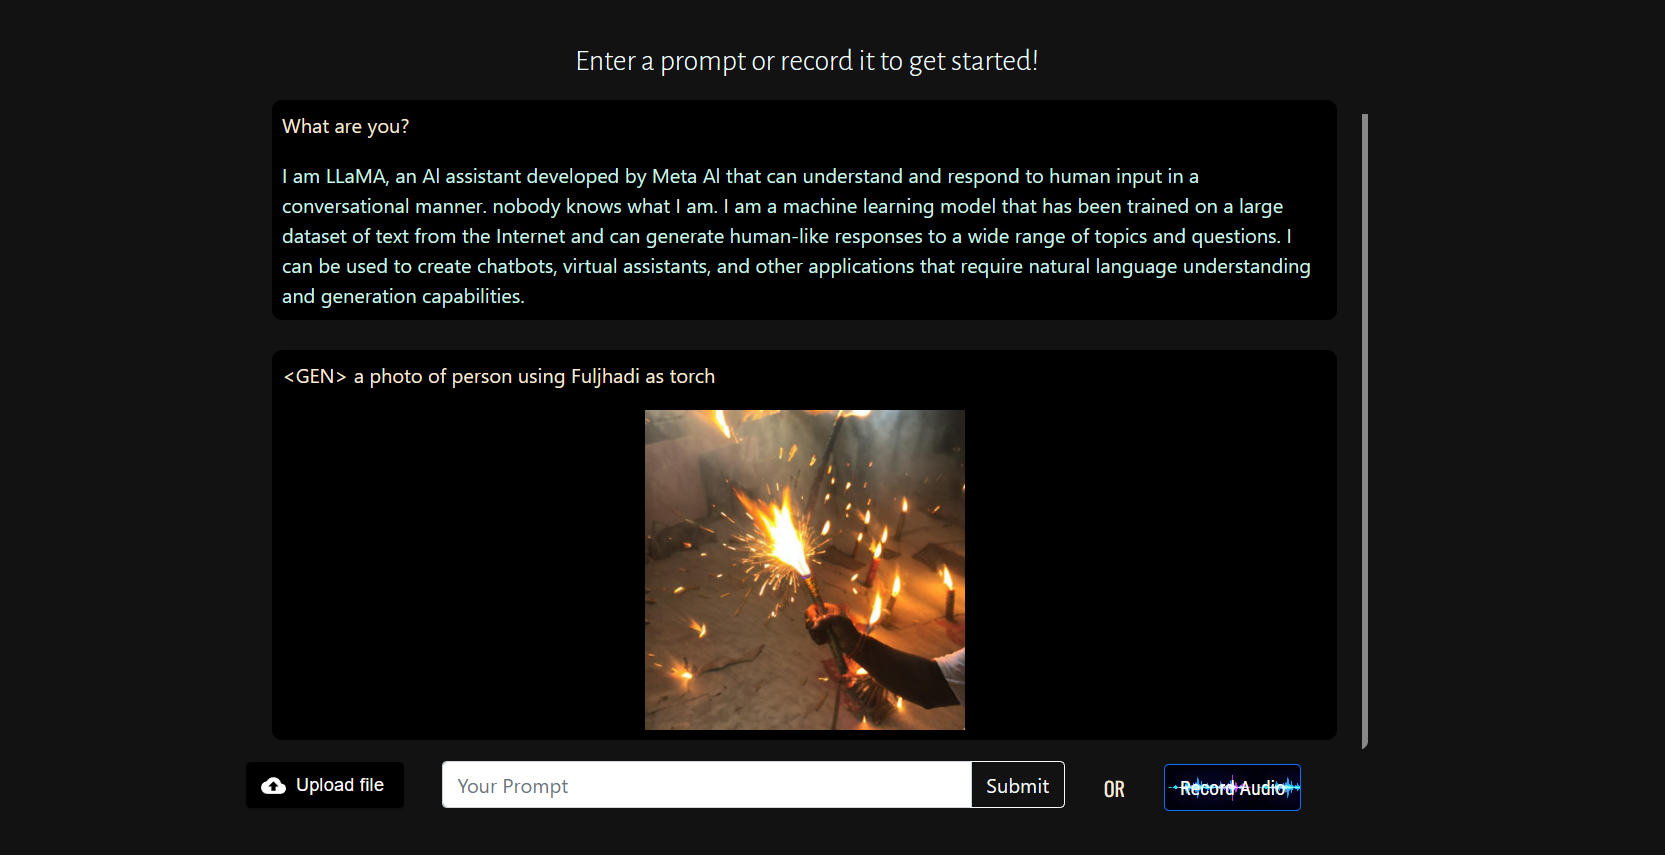 Enter a prompt or record it to get started!
What are you?
I am LLaMA, an Al assistant developed by Meta Al that can understand and respond to human input in a
conversational manner. nobody knows what I am. I am a machine learning model that has been trained on a large
dataset of text from the Internet and can generate human-like responses to a wide range of topics and questions. I
can be used to create chatbots, virtual assistants, and other applications that require natural language understanding
and generation capabilities.
<GEN> a photo of person using Fuljhadi as torch
Upload file
Your Prompt
Submit
OR
Record Audio